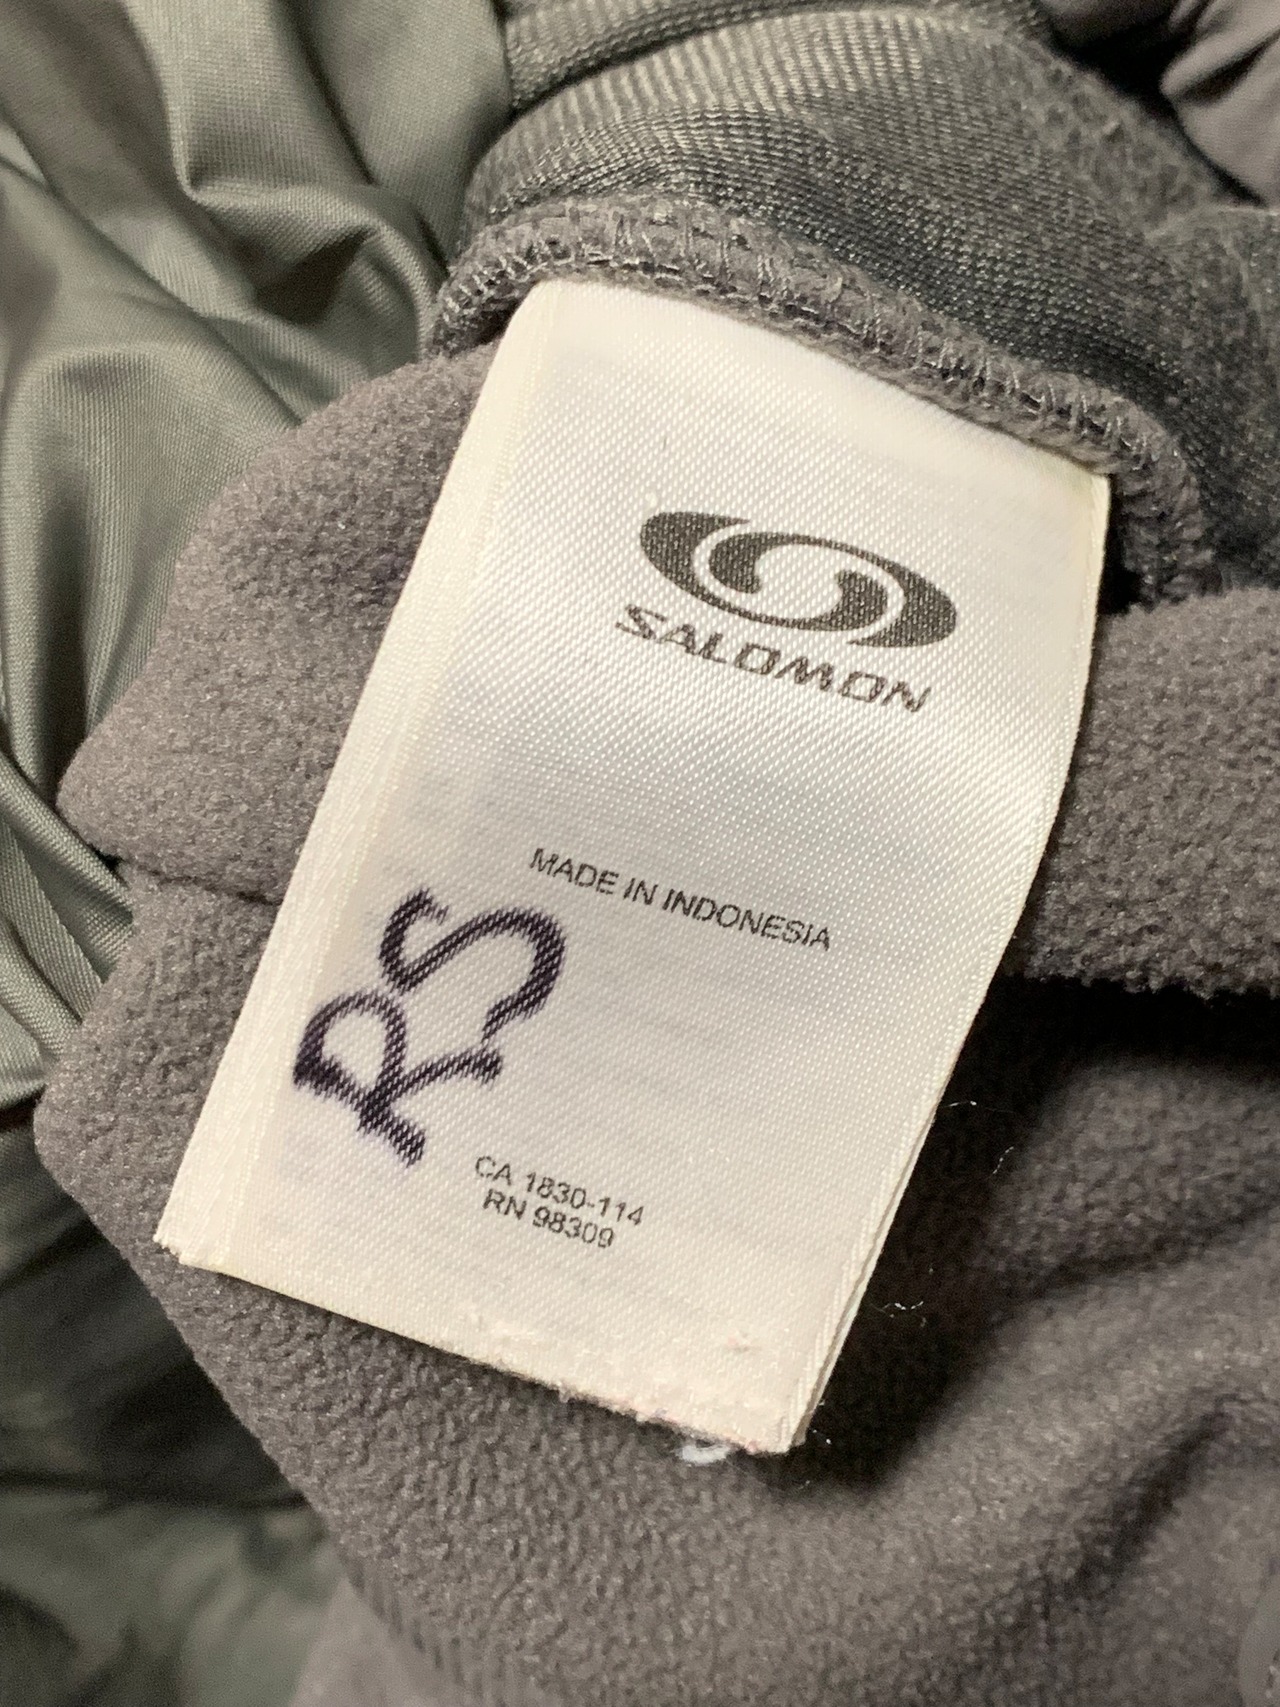 SALOMON
MADE IN INDONESIA
RS
CA 1830-114
RN 98309